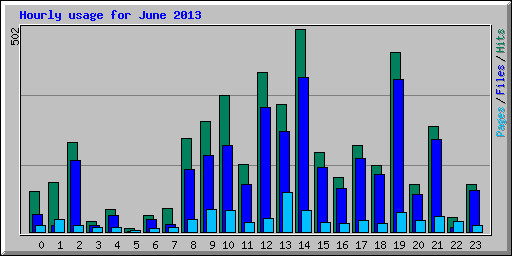 Hourly usage for June 2013
502
Pages/Files/Hits
0 1 2 3 4 5 6 7 8 9 10 11 12 13 14 15 16 17 18 19 20 21 22 23